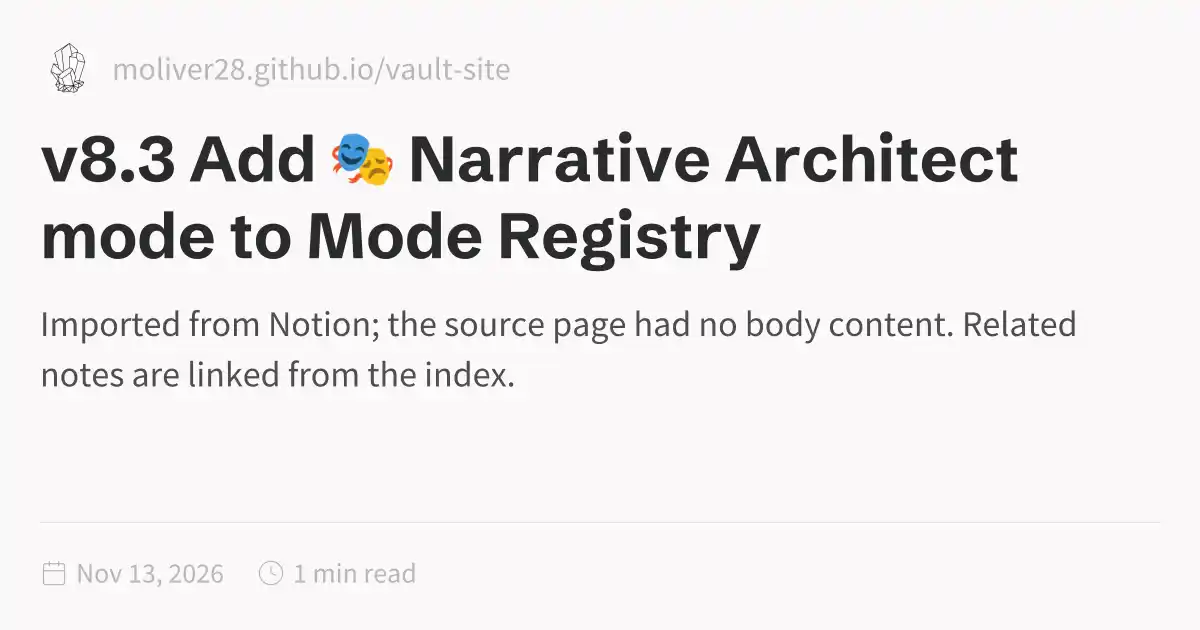 moliver28.github.io/vault-site
v8.3 Add 🎭 Narrative Architect
mode to Mode Registry
Imported from Notion; the source page had no body content. Related
notes are linked from the index.
Nov 13, 2026
1 min read